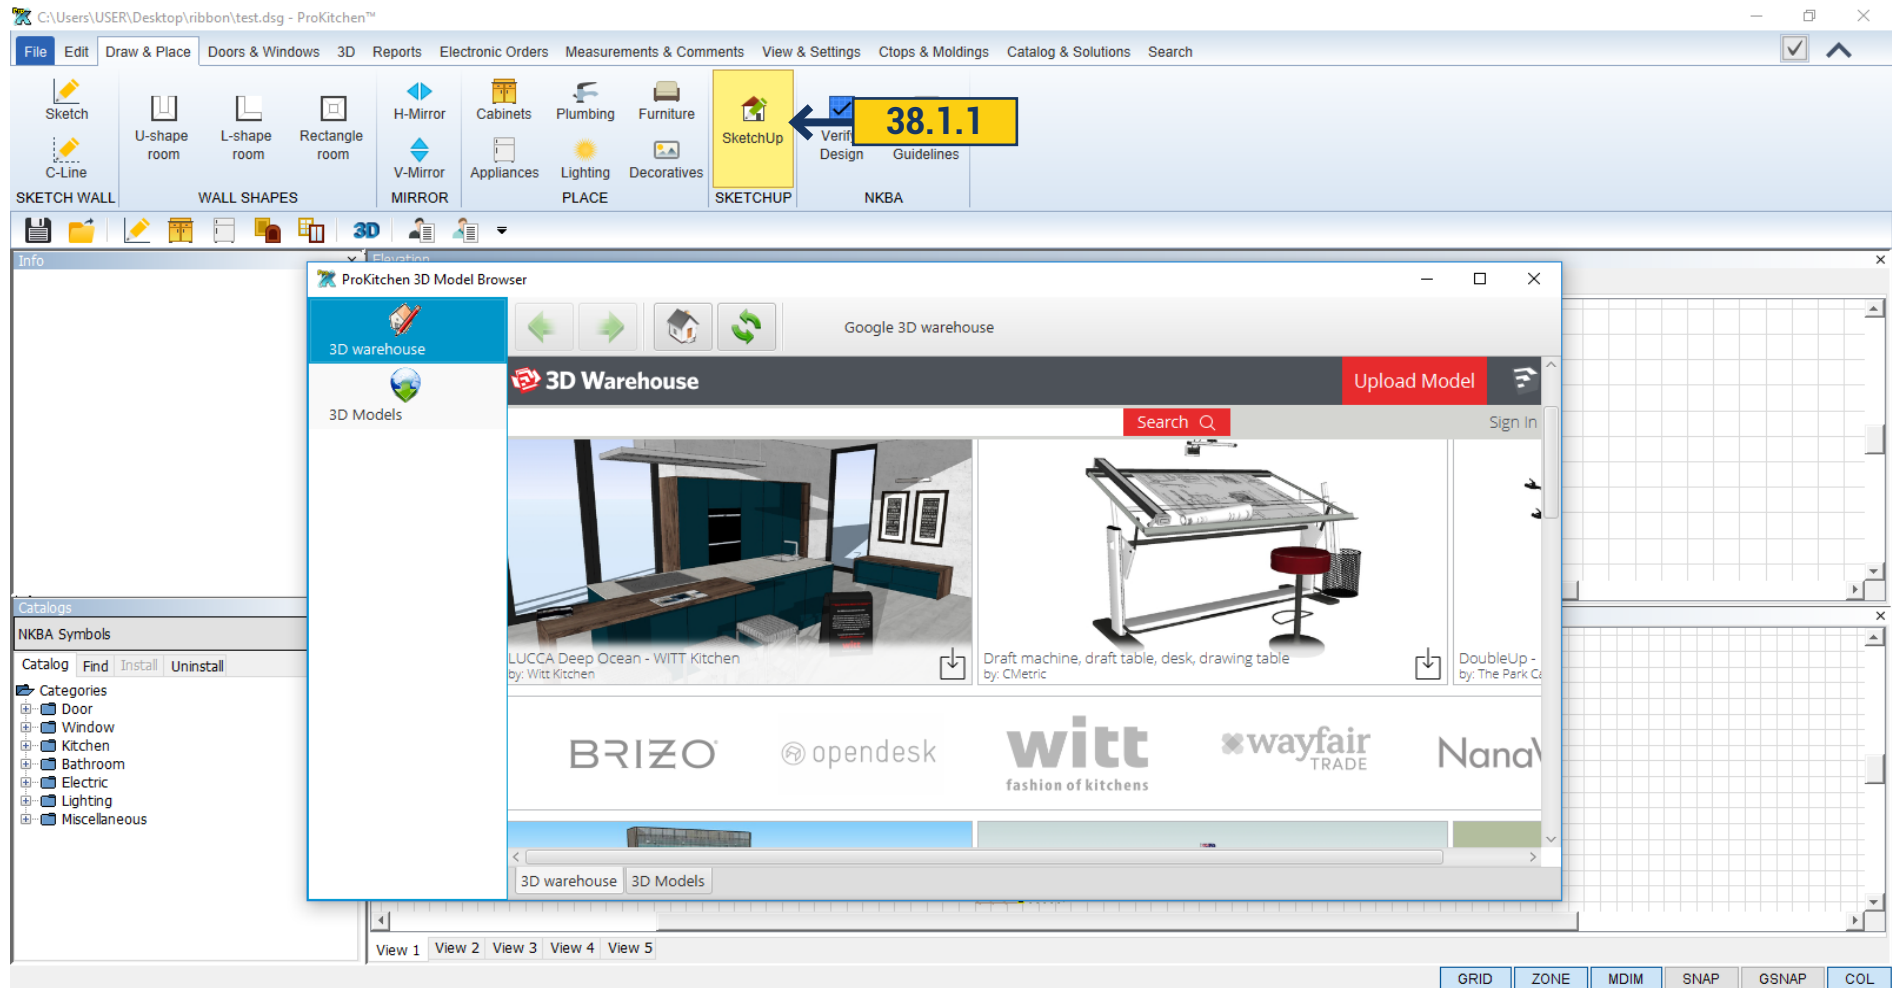 C:\Users\USER\Desktop\ribbon\test.dsg - ProKitchen™
File Edit Draw & Place Doors & Windows 3D Reports Electronic Orders Measurements & Comments View & Settings Ctops & Moldings Catalog & Solutions Search
Sketch
C-Line
SKETCH WALL
U-shape
room
L-shape
room
Rectangle
room
WALL SHAPES
H-Mirror
V-Mirror
MIRROR
Cabinets Plumbing Furniture
Appliances Lighting Decoratives
PLACE
SketchUp
SKETCHUP
38.1.1
Verify
Design
Guidelines
NKBA
3D
Info
Elevation
ProKitchen 3D Model Browser
3D warehouse
3D Models
Google 3D warehouse
3D Warehouse
Upload Model
Search
Sign In
LUCCA Deep Ocean - WITT Kitchen
by: Witt Kitchen
Draft machine, draft table, desk, drawing table
by: CMetric
DoubleUp -
by: The Park
BRIZO
opendesk
witt
fashion of kitchens
wayfair
TRADE
Nana
3D warehouse 3D Models
Catalogs
NKBA Symbols
Catalog Find Install Uninstall
Categories
Door
Window
Kitchen
Bathroom
Electric
Lighting
Miscellaneous
View 1 View 2 View 3 View 4 View 5
GRID ZONE MDIM SNAP GSNAP COL